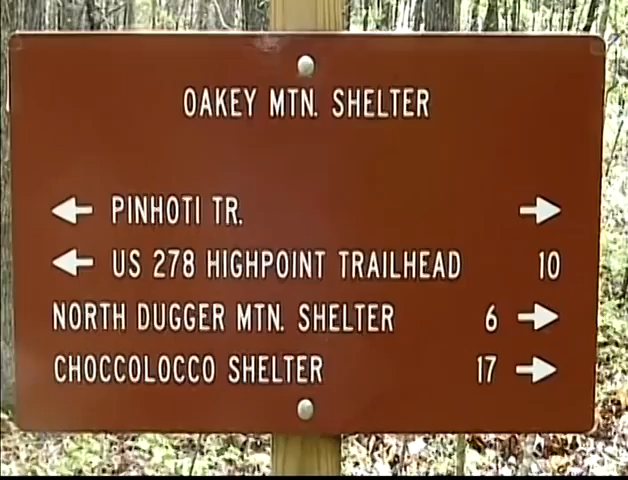 OAKEY MTN. SHELTER
← PINHOTI TR. →
← US 278 HIGHPOINT TRAILHEAD 10
NORTH DUGGER MTN. SHELTER 6 →
CHOCCOLOCCO SHELTER 17 →